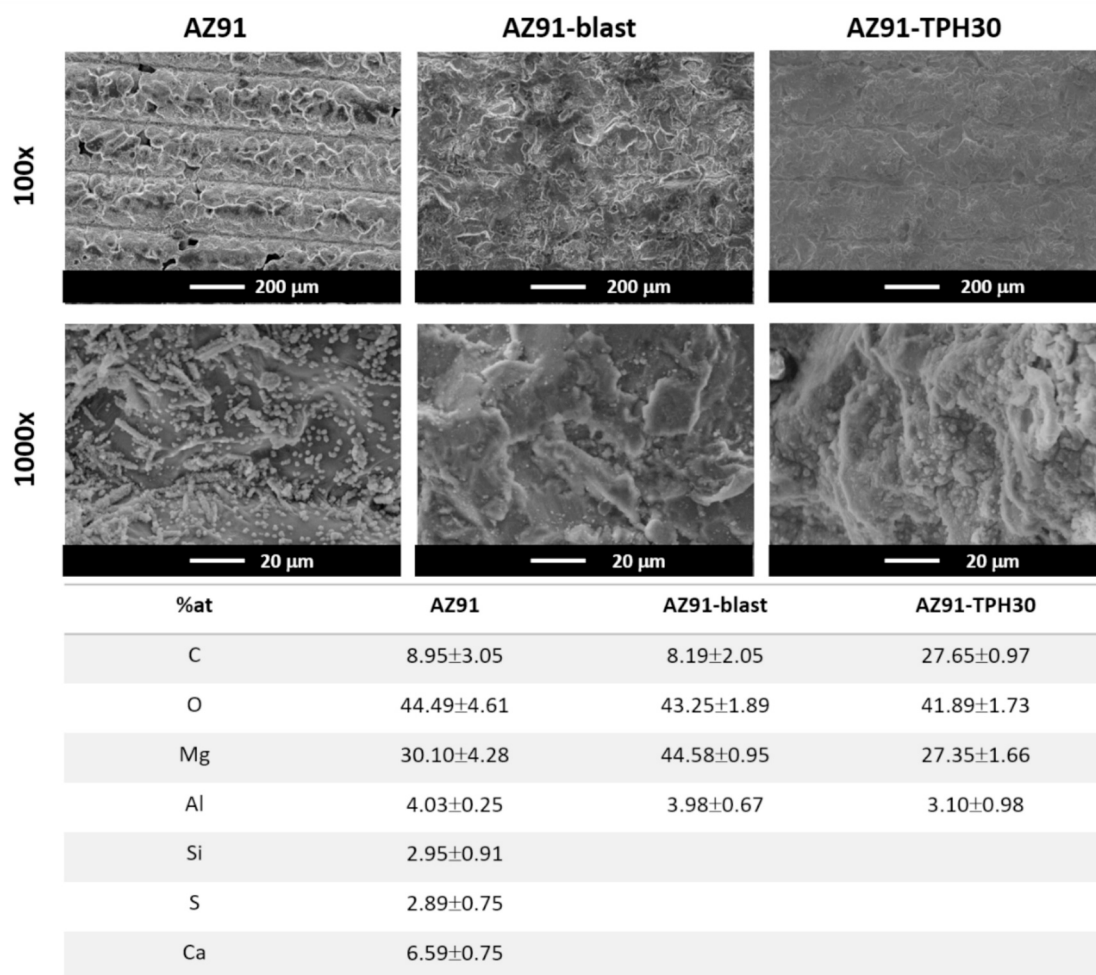 AZ91 AZ91-blast AZ91-TPH30
100x
200 μm 200 μm 200 μm
1000x
20 μm 20 μm 20 μm
%at AZ91 AZ91-blast AZ91-TPH30
C 8.95±3.05 8.19±2.05 27.65±0.97
O 44.49±4.61 43.25±1.89 41.89±1.73
Mg 30.10±4.28 44.58±0.95 27.35±1.66
Al 4.03±0.25 3.98±0.67 3.10±0.98
Si 2.95±0.91
S 2.89±0.75
Ca 6.59±0.75